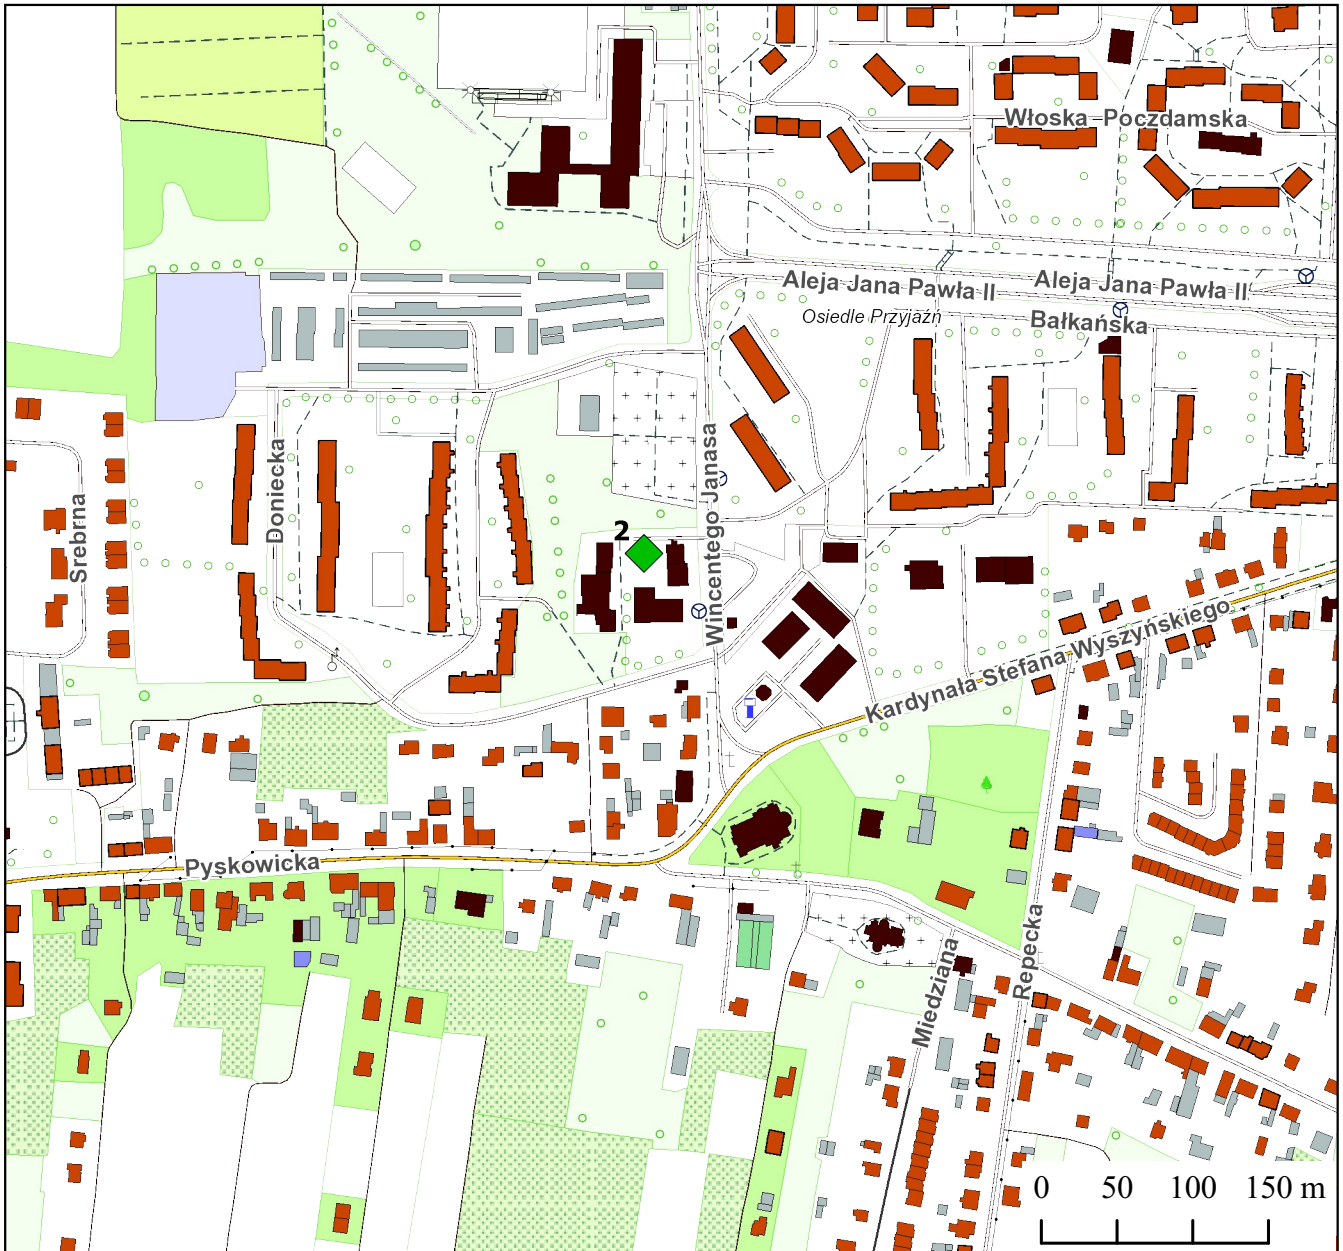 Włoska Poczdamska
Aleja Jana Pawła II
Aleja Jana Pawła II
Osiedle Przyjaźń
Bałkańska
Doniecka
Wincentego Janasa
Srebrna
2
Kardynała Stefana Wyszyńskiego
Pyskowicka
Repecka
Miedziana
0 50 100 150 m